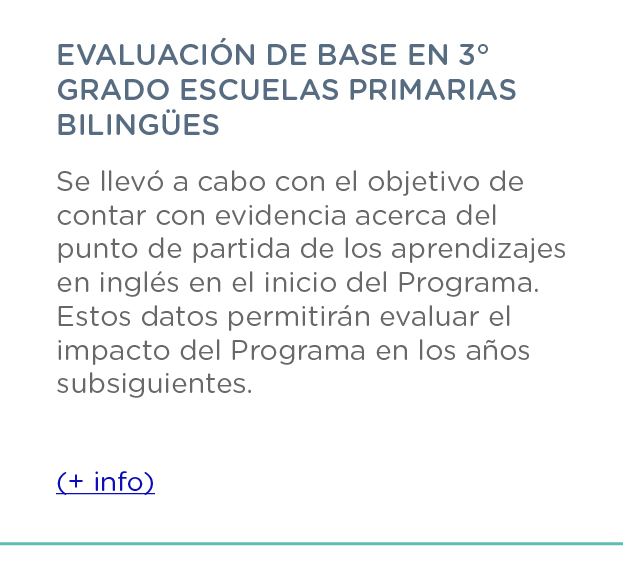 EVALUACIÓN DE BASE EN 3°
GRADO ESCUELAS PRIMARIAS
BILINGÜES
Se llevó a cabo con el objetivo de
contar con evidencia acerca del
punto de partida de los aprendizajes
en inglés en el inicio del Programa.
Estos datos permitirán evaluar el
impacto del Programa en los años
subsiguientes.
(+ info)